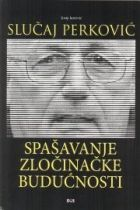 SLUČAJ PERKOVIĆ
SPAŠAVANJE
ZLOČINAČKE
BUDUĆNOSTI